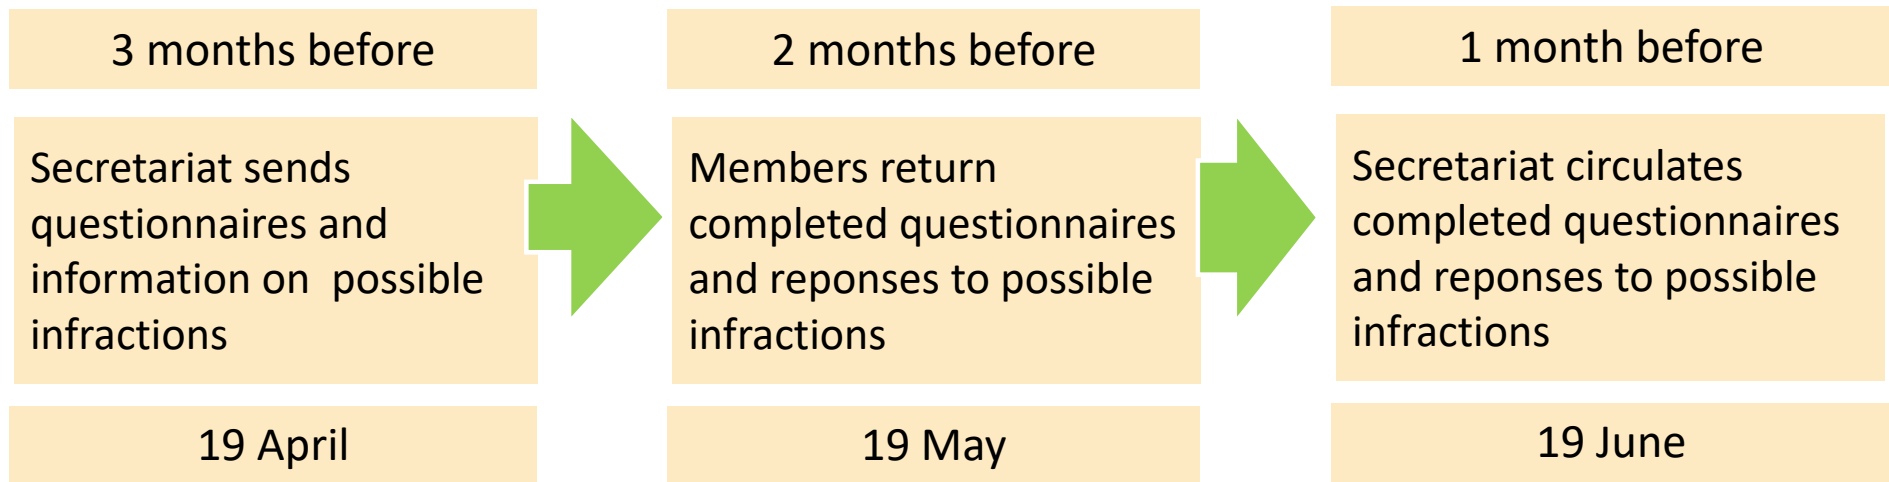 3 months before
Secretariat sends
questionnaires and
information on  possible
infractions
19 April
2 months before
Members return
completed questionnaires
and reponses to possible
infractions
19 May
1 month before
Secretariat circulates
completed questionnaires
and reponses to possible
infractions
19 June